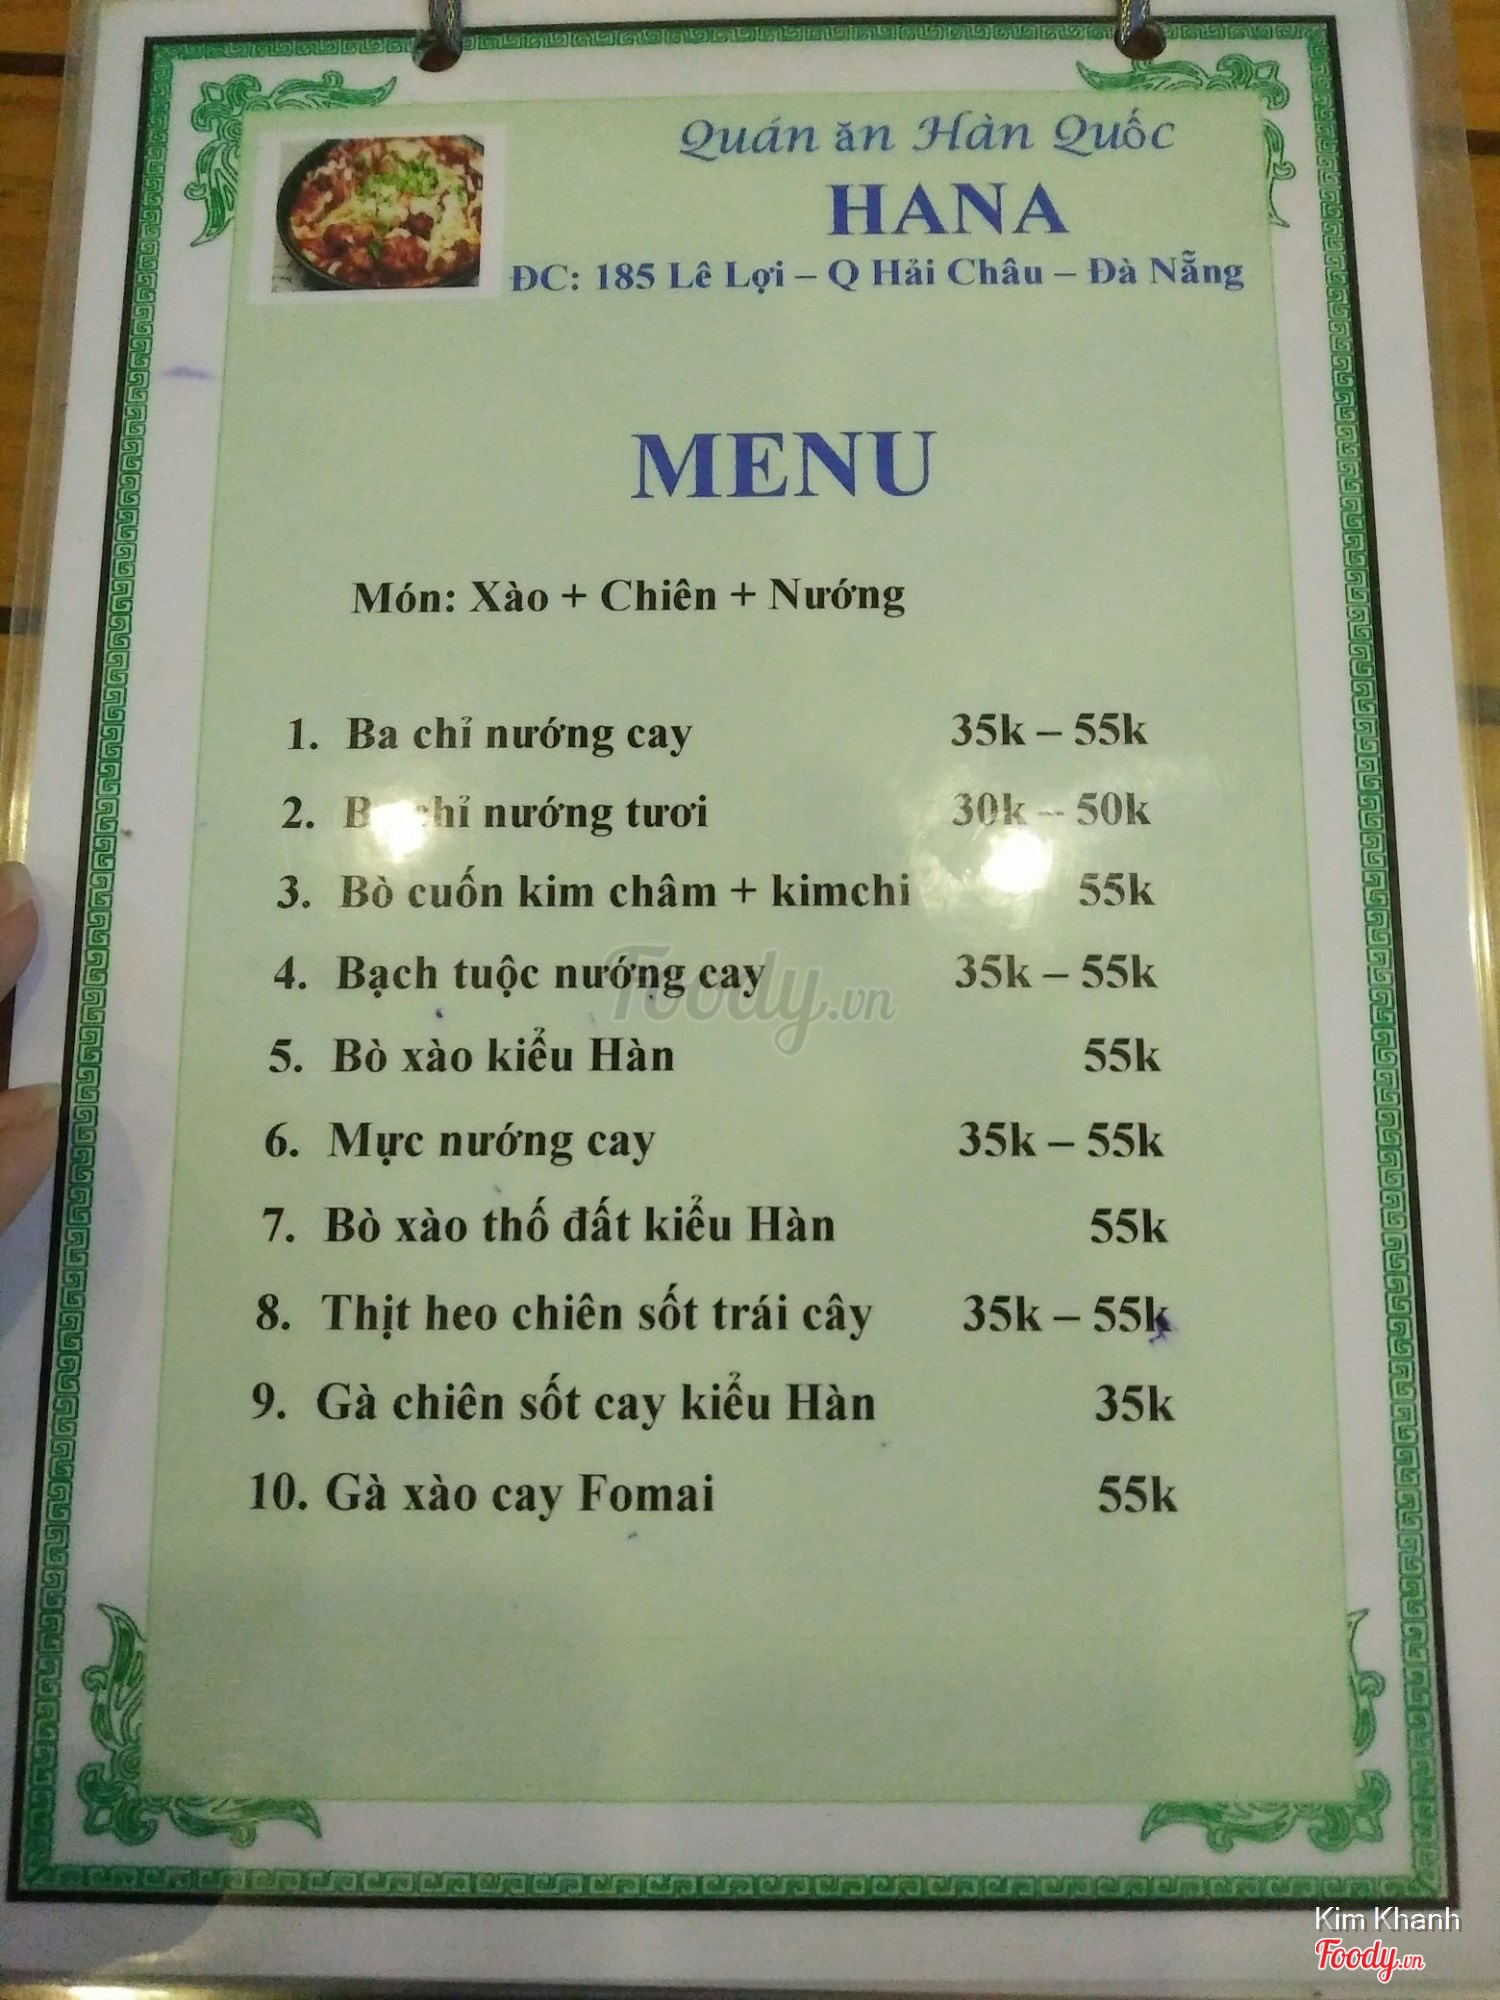 Quán ăn Hàn Quốc
HANA
ĐC: 185 Lê Lợi – Q Hải Châu – Đà Nẵng
MENU
Món: Xào + Chiên + Nướng
1. Ba chỉ nướng cay 35k – 55k
2. Ba chỉ nướng tươi 30k – 50k
3. Bò cuốn kim châm + kimchi 55k
4. Bạch tuộc nướng cay 35k – 55k
Foody.vn
5. Bò xào kiểu Hàn 55k
6. Mực nướng cay 35k – 55k
7. Bò xào thố đất kiểu Hàn 55k
8. Thịt heo chiên sốt trái cây 35k – 55k
9. Gà chiên sốt cay kiểu Hàn 35k
10. Gà xào cay Fomai 55k
Kim Khanh
Foody.vn